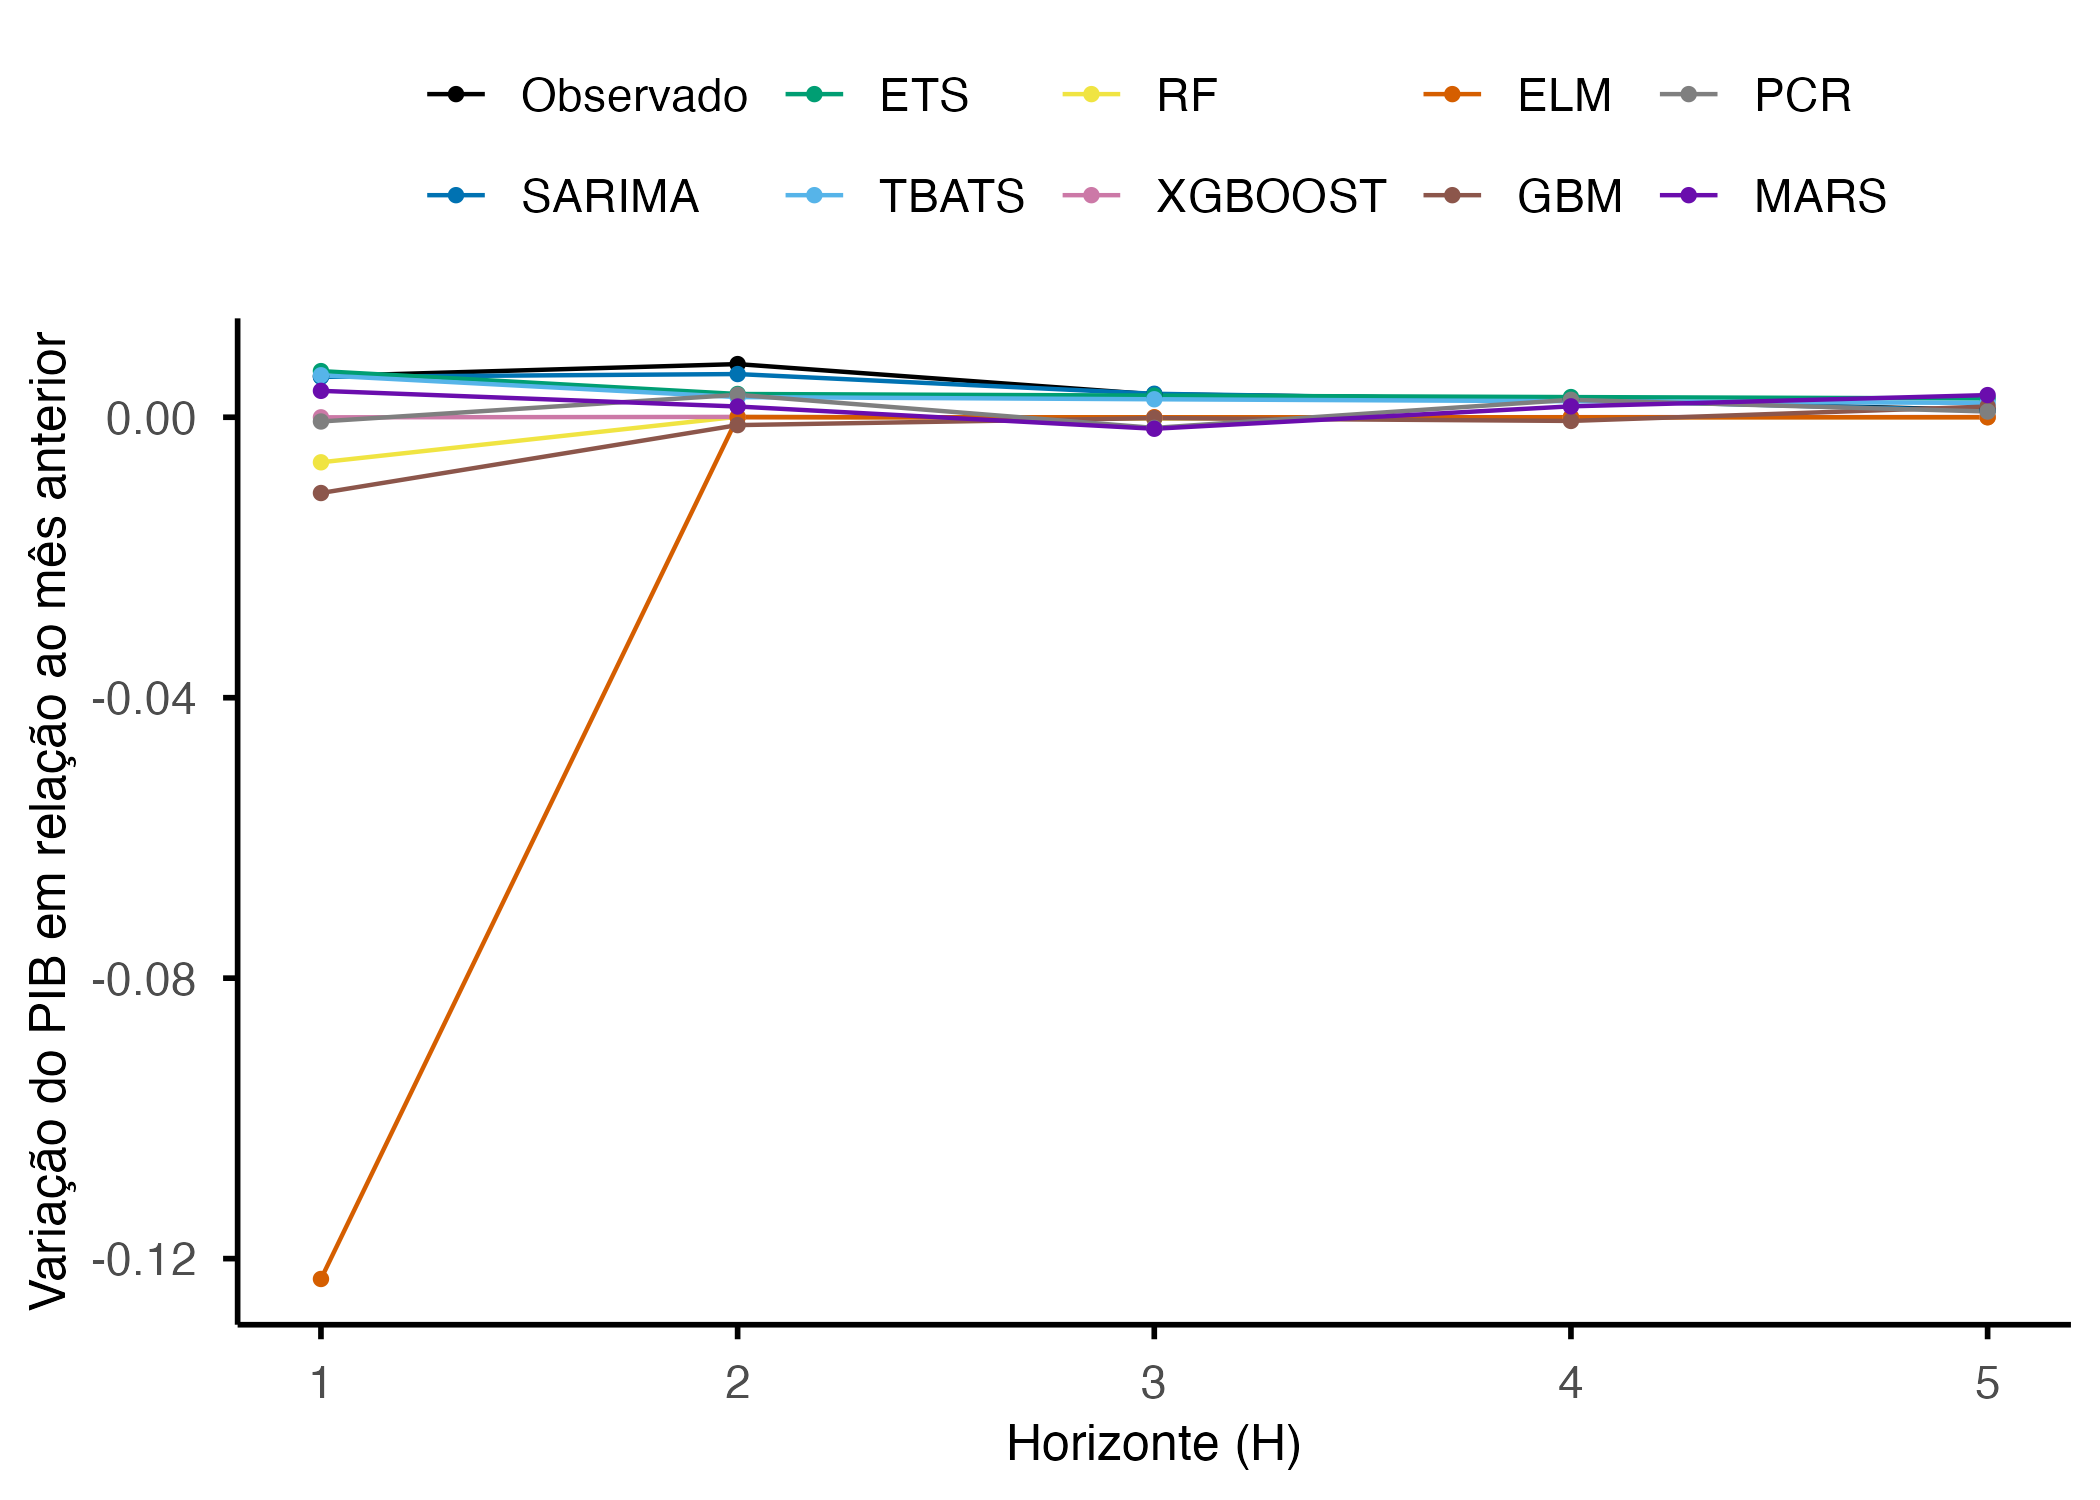 Observado ETS RF ELM PCR
SARIMA TBATS XGBOOST GBM MARS
Variação do PIB em relação ao mês anterior
0.00
-0.04
-0.08
-0.12
1 2 3 4 5
Horizonte (H)